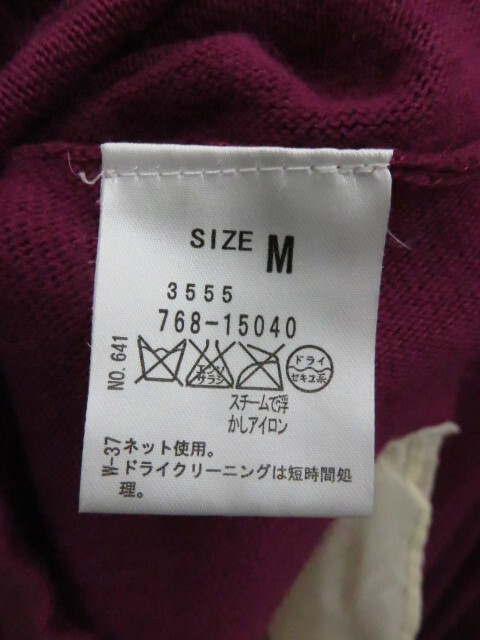 SIZE M
3555
768-15040
NO. 641
エンソ
サラシ
ドライ
セキユ系
スチームで浮
かしアイロン
W-37
ネット使用。
ドライクリーニングは短時間処
理。